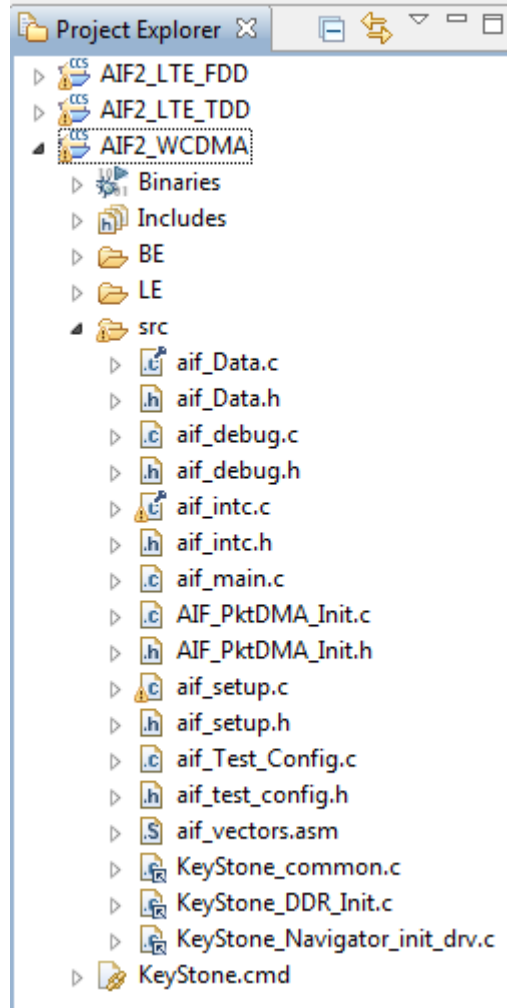 Project Explorer
AIF2_LTE_FDD
AIF2_LTE_TDD
AIF2_WCDMA
Binaries
Includes
BE
LE
src
aif_Data.c
aif_Data.h
aif_debug.c
aif_debug.h
aif_intc.c
aif_intc.h
aif_main.c
AIF_PktDMA_Init.c
AIF_PktDMA_Init.h
aif_setup.c
aif_setup.h
aif_Test_Config.c
aif_test_config.h
aif_vectors.asm
KeyStone_common.c
KeyStone_DDR_Init.c
KeyStone_Navigator_init_drv.c
KeyStone.cmd